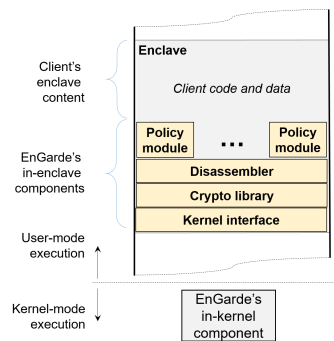 Enclave
Client's
enclave
content
Client code and data
Policy
module
...
Policy
module
EnGarde's
in-enclave
components
Disassembler
Crypto library
Kernel interface
User-mode
execution
Kernel-mode
execution
EnGarde's
in-kernel
component